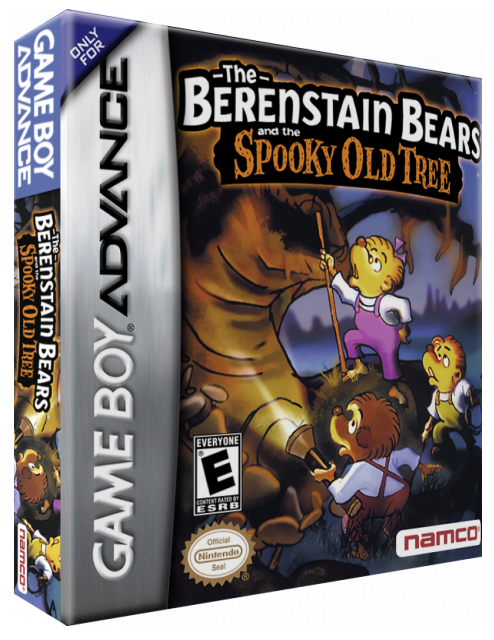 ONLY
FOR
GAME BOY
ADVANCE
The
BERENSTAIN BEARS
and the
SPOOKY OLD TREE
namco
GAME BOY ADVANCE
The
BERENSTAIN BEARS
and the
SPOOKY OLD TREE
EVERYONE
E
CONTENT RATED BY
ESRB
Official
Nintendo
Seal
namco